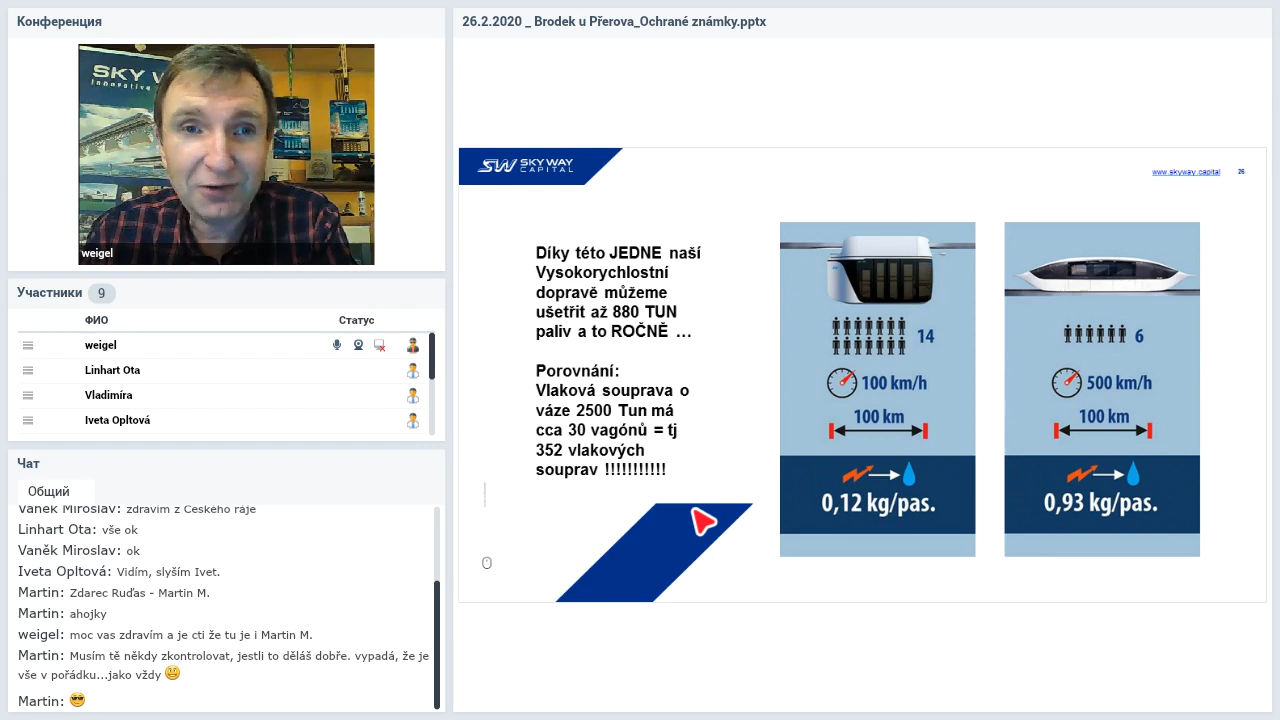 Конференция
SKY W
Innovative
weigel
Участники 9
ФИО Статус
weigel
Linhart Ota
Vladimíra
Iveta Opltová
Чат
Общий
Vaněk Miroslav: zdravím z Českého ráje
Linhart Ota: vše ok
Vaněk Miroslav: ok
Iveta Opltová: Vidím, slyším Ivet.
Martin: Zdarec Ruďas - Martin M.
Martin: ahojky
weigel: moc vas zdravím a je cti že tu je i Martin M.
Martin: Musím tě někdy zkontrolovat, jestli to děláš dobře. vypadá, že je
vše v pořádku...jako vždy
Martin:
26.2.2020 _ Brodek u Přerova_Ochrané známky.pptx
SW SKY WAY
CAPITAL
www.skyway.capital 26
Díky této JEDNE naší
Vysokorychlostní
dopravě můžeme
ušetřit až 880 TUN
paliv a to ROČNĚ ...
Porovnání:
Vlaková souprava o
váze 2500 Tun má
cca 30 vagónů = tj
352 vlakových
souprav !!!!!!!!!!!
14
100 km/h
100 km
0,12 kg/pas.
6
500 km/h
100 km
0,93 kg/pas.